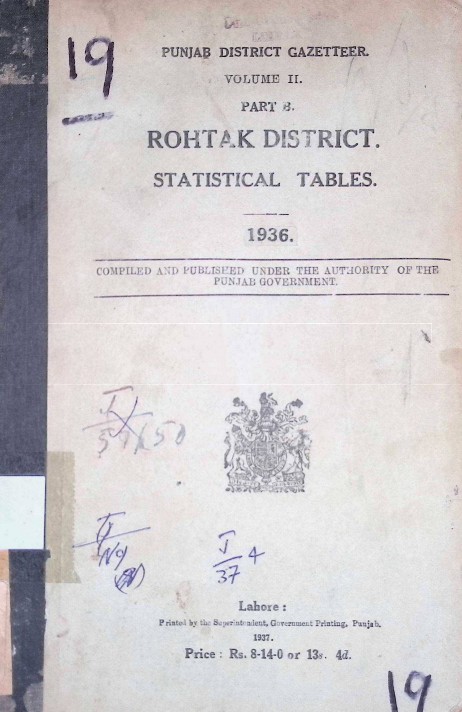 19
PUNJAB DISTRICT GAZETTEER.
VOLUME II.
PART B.
ROHTAK DISTRICT.
STATISTICAL TABLES.
1936.
COMPILED AND PUBLISHED UNDER THE AUTHORITY OF THE
PUNJAB GOVERNMENT.
J
37 4
Lahore :
Printed by the Superintendent, Government Printing, Punjab.
1937.
Price : Rs. 8-14-0 or 13s. 4d.
19